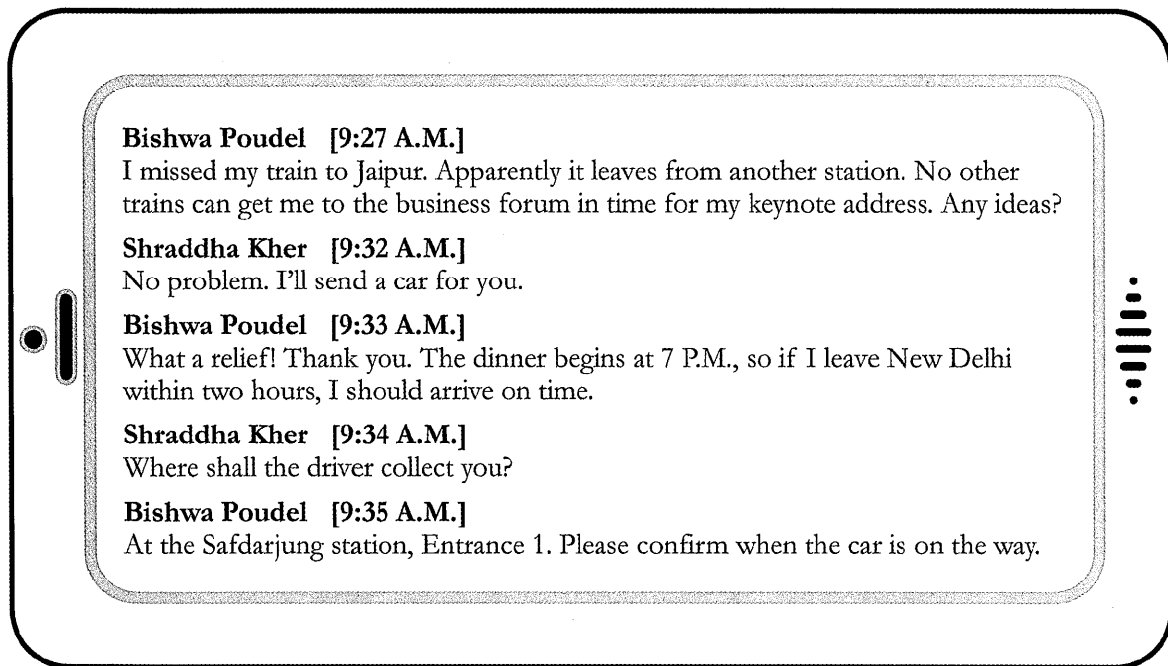 Bishwa Poudel [9:27 A.M.]
I missed my train to Jaipur. Apparently it leaves from another station. No other
trains can get me to the business forum in time for my keynote address. Any ideas?
Shraddha Kher [9:32 A.M.]
No problem. I'll send a car for you.
Bishwa Poudel [9:33 A.M.]
What a relief! Thank you. The dinner begins at 7 P.M., so if I leave New Delhi
within two hours, I should arrive on time.
Shraddha Kher [9:34 A.M.]
Where shall the driver collect you?
Bishwa Poudel [9:35 A.M.]
At the Safdarjung station, Entrance 1. Please confirm when the car is on the way.